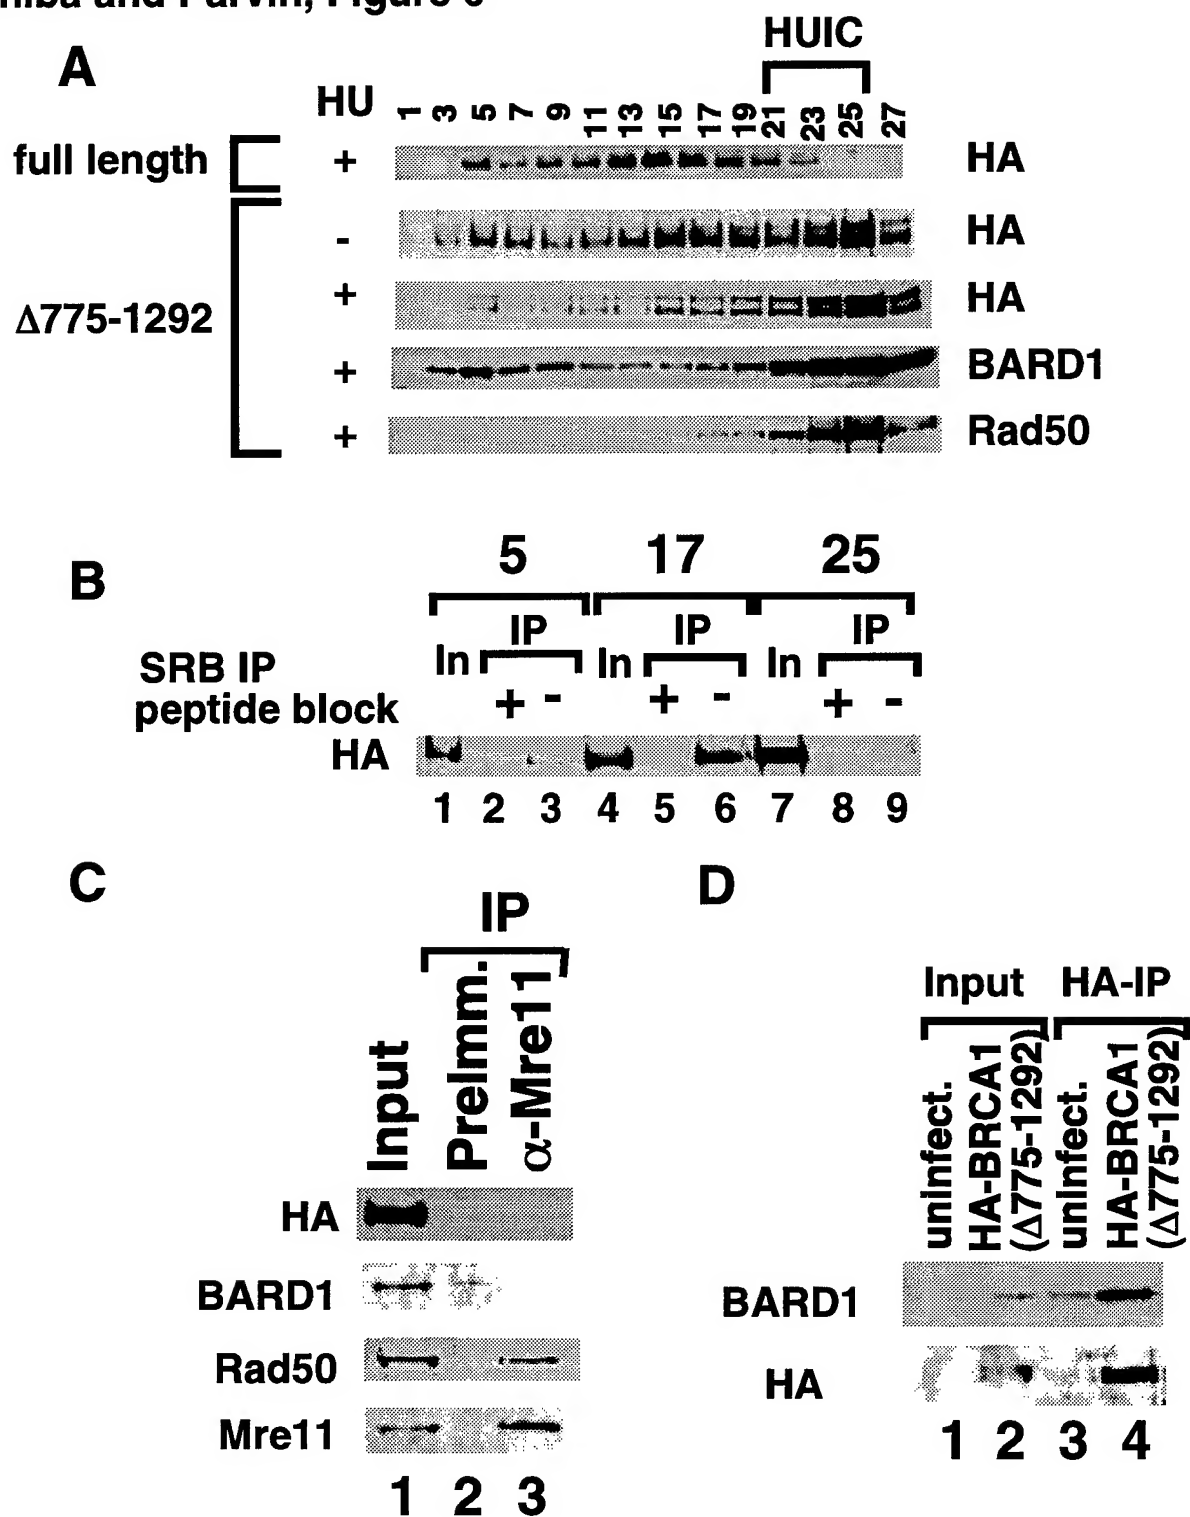 and Parvin, Figure
HUIC
A
HU 1 3 5 7 9 11 13 15 17 19 21 23 25 27
full length + HA
- HA
Δ775-1292
+ HA
+ BARD1
+ Rad50
B
5 17 25
IP IP IP
SRB IP In In In
peptide block + - + - + -
HA
1 2 3 4 5 6 7 8 9
C
IP
Input PreImm. α-Mre11
HA
BARD1
Rad50
Mre11
1 2 3
D
Input HA-IP
uninfect. HA-BRCA1 (Δ775-1292) uninfect. HA-BRCA1 (Δ775-1292)
BARD1
HA
1 2 3 4